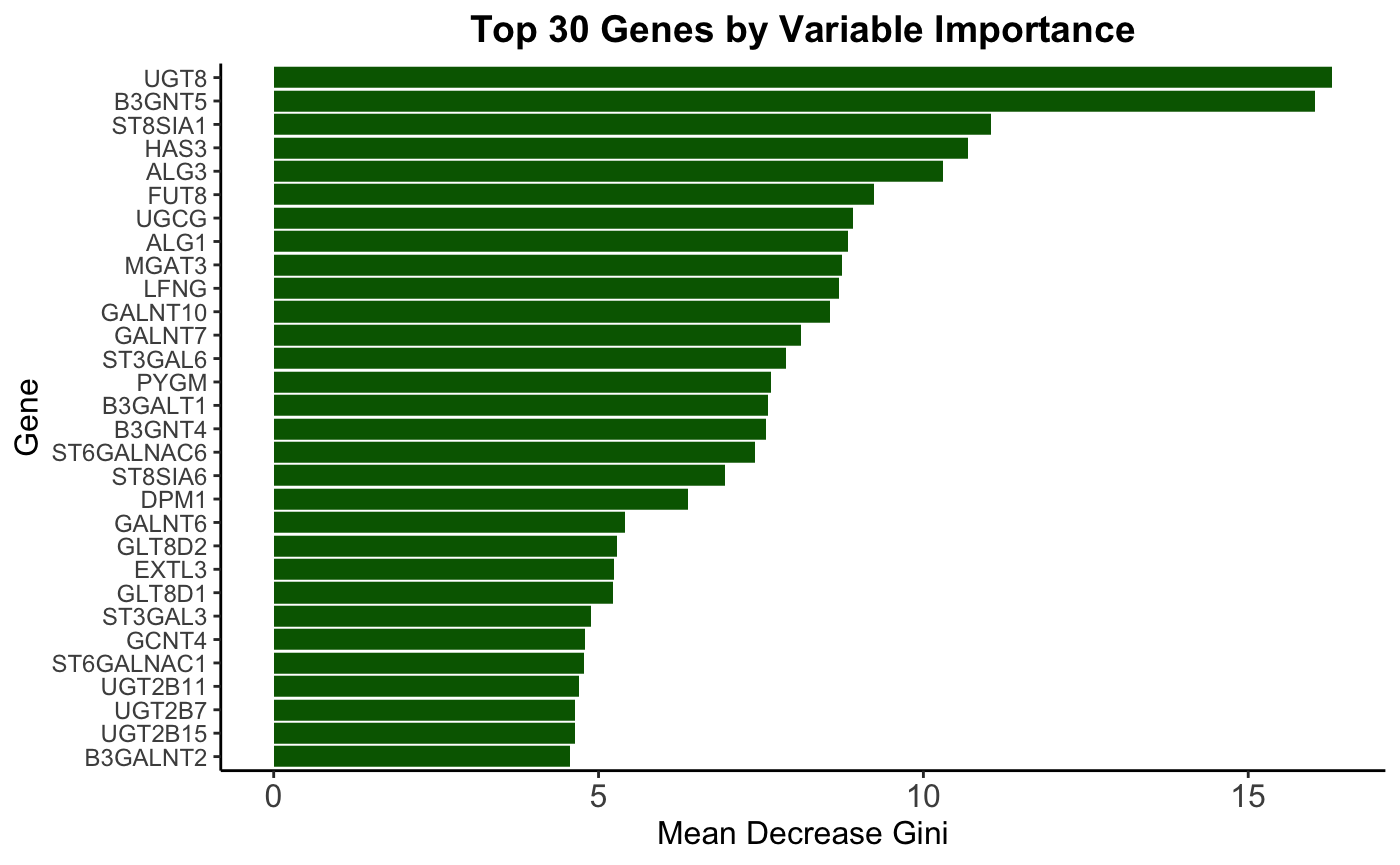 Top 30 Genes by Variable Importance
Gene
UGT8
B3GNT5
ST8SIA1
HAS3
ALG3
FUT8
UGCG
ALG1
MGAT3
LFNG
GALNT10
GALNT7
ST3GAL6
PYGM
B3GALT1
B3GNT4
ST6GALNAC6
ST8SIA6
DPM1
GALNT6
GLT8D2
EXTL3
GLT8D1
ST3GAL3
GCNT4
ST6GALNAC1
UGT2B11
UGT2B7
UGT2B15
B3GALNT2
0 5 10 15
Mean Decrease Gini